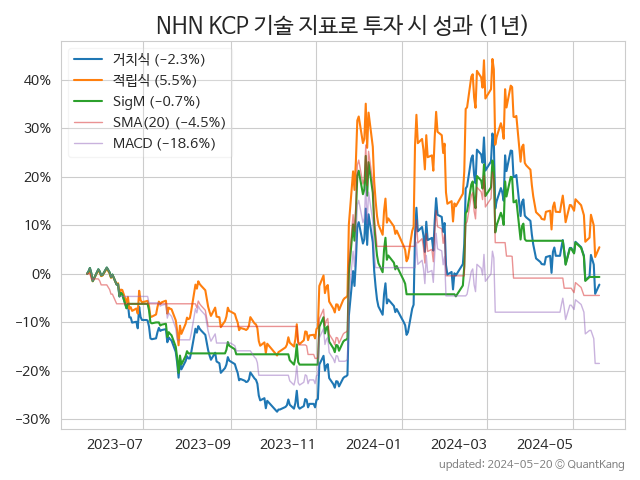 NHN KCP 기술 지표로 투자 시 성과 (1년)
거치식 (−2.3%)
적립식 (5.5%)
SigM (−0.7%)
SMA(20) (−4.5%)
MACD (−18.6%)
40%
30%
20%
10%
0%
−10%
−20%
−30%
2023−07 2023−09 2023−11 2024−01 2024−03 2024−05
updated: 2024−05−20 © QuantKang